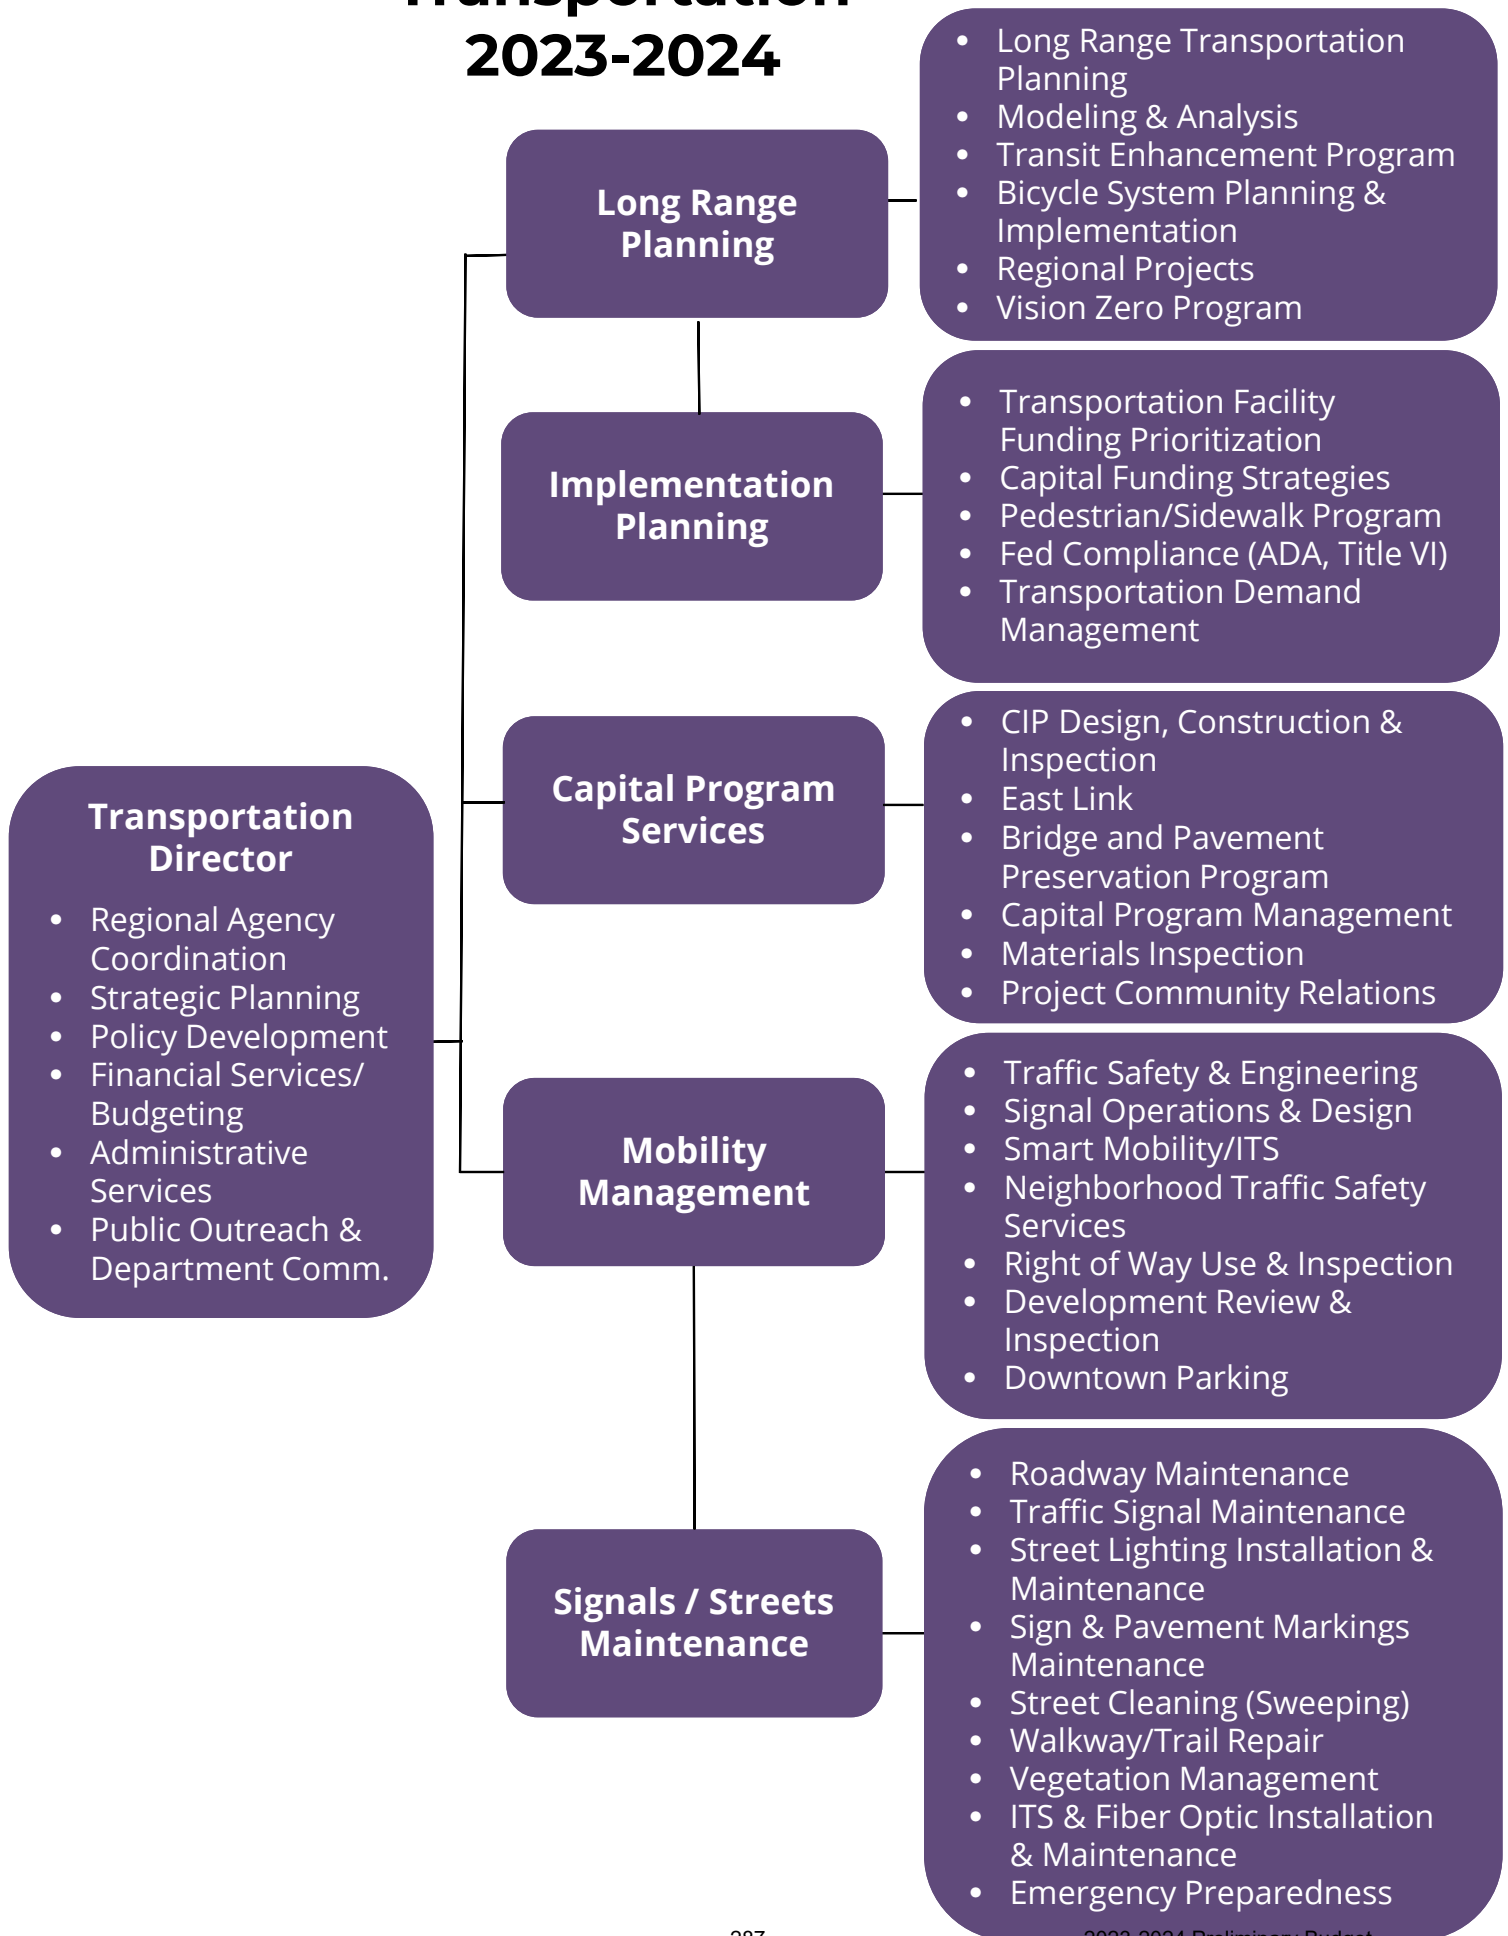 Transportation
2023-2024
Long Range
Planning
• Long Range Transportation
Planning
• Modeling & Analysis
• Transit Enhancement Program
• Bicycle System Planning &
Implementation
• Regional Projects
• Vision Zero Program
Implementation
Planning
• Transportation Facility
Funding Prioritization
• Capital Funding Strategies
• Pedestrian/Sidewalk Program
• Fed Compliance (ADA, Title VI)
• Transportation Demand
Management
Capital Program
Services
• CIP Design, Construction &
Inspection
• East Link
• Bridge and Pavement
Preservation Program
• Capital Program Management
• Materials Inspection
• Project Community Relations
Transportation
Director
• Regional Agency
Coordination
• Strategic Planning
• Policy Development
• Financial Services/
Budgeting
• Administrative
Services
• Public Outreach &
Department Comm.
Mobility
Management
• Traffic Safety & Engineering
• Signal Operations & Design
• Smart Mobility/ITS
• Neighborhood Traffic Safety
Services
• Right of Way Use & Inspection
• Development Review &
Inspection
• Downtown Parking
Signals / Streets
Maintenance
• Roadway Maintenance
• Traffic Signal Maintenance
• Street Lighting Installation &
Maintenance
• Sign & Pavement Markings
Maintenance
• Street Cleaning (Sweeping)
• Walkway/Trail Repair
• Vegetation Management
• ITS & Fiber Optic Installation
& Maintenance
• Emergency Preparedness
287
2023-2024 Preliminary Budget